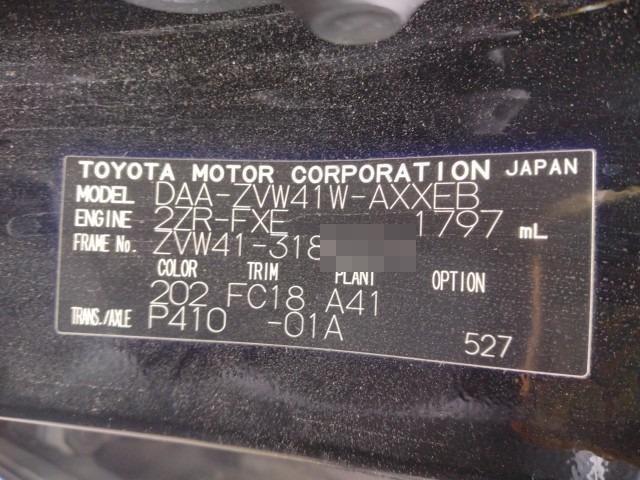 TOYOTA MOTOR CORPORATION JAPAN
MODEL DAA-ZVW41W-AXXEB
ENGINE 2ZR-FXE 1797 mL
FRAME No. ZVW41-318
COLOR TRIM PLANT OPTION
202 FC18 A41
TRANS./AXLE P410 -01A
527